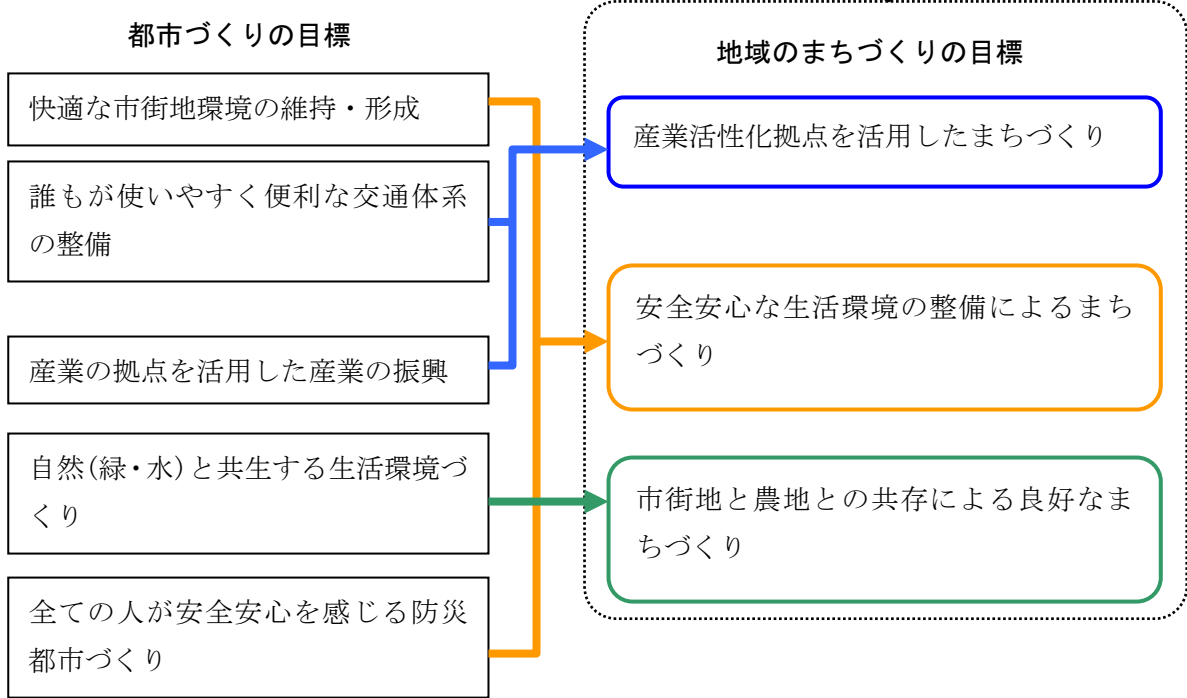 都市づくりの目標
快適な市街地環境の維持・形成
誰もが使いやすく便利な交通体系
の整備
産業の拠点を活用した産業の振興
自然(緑・水)と共生する生活環境づ
くり
全ての人が安全安心を感じる防災
都市づくり
地域のまちづくりの目標
産業活性化拠点を活用したまちづくり
安全安心な生活環境の整備によるまち
づくり
市街地と農地との共存による良好なま
ちづくり